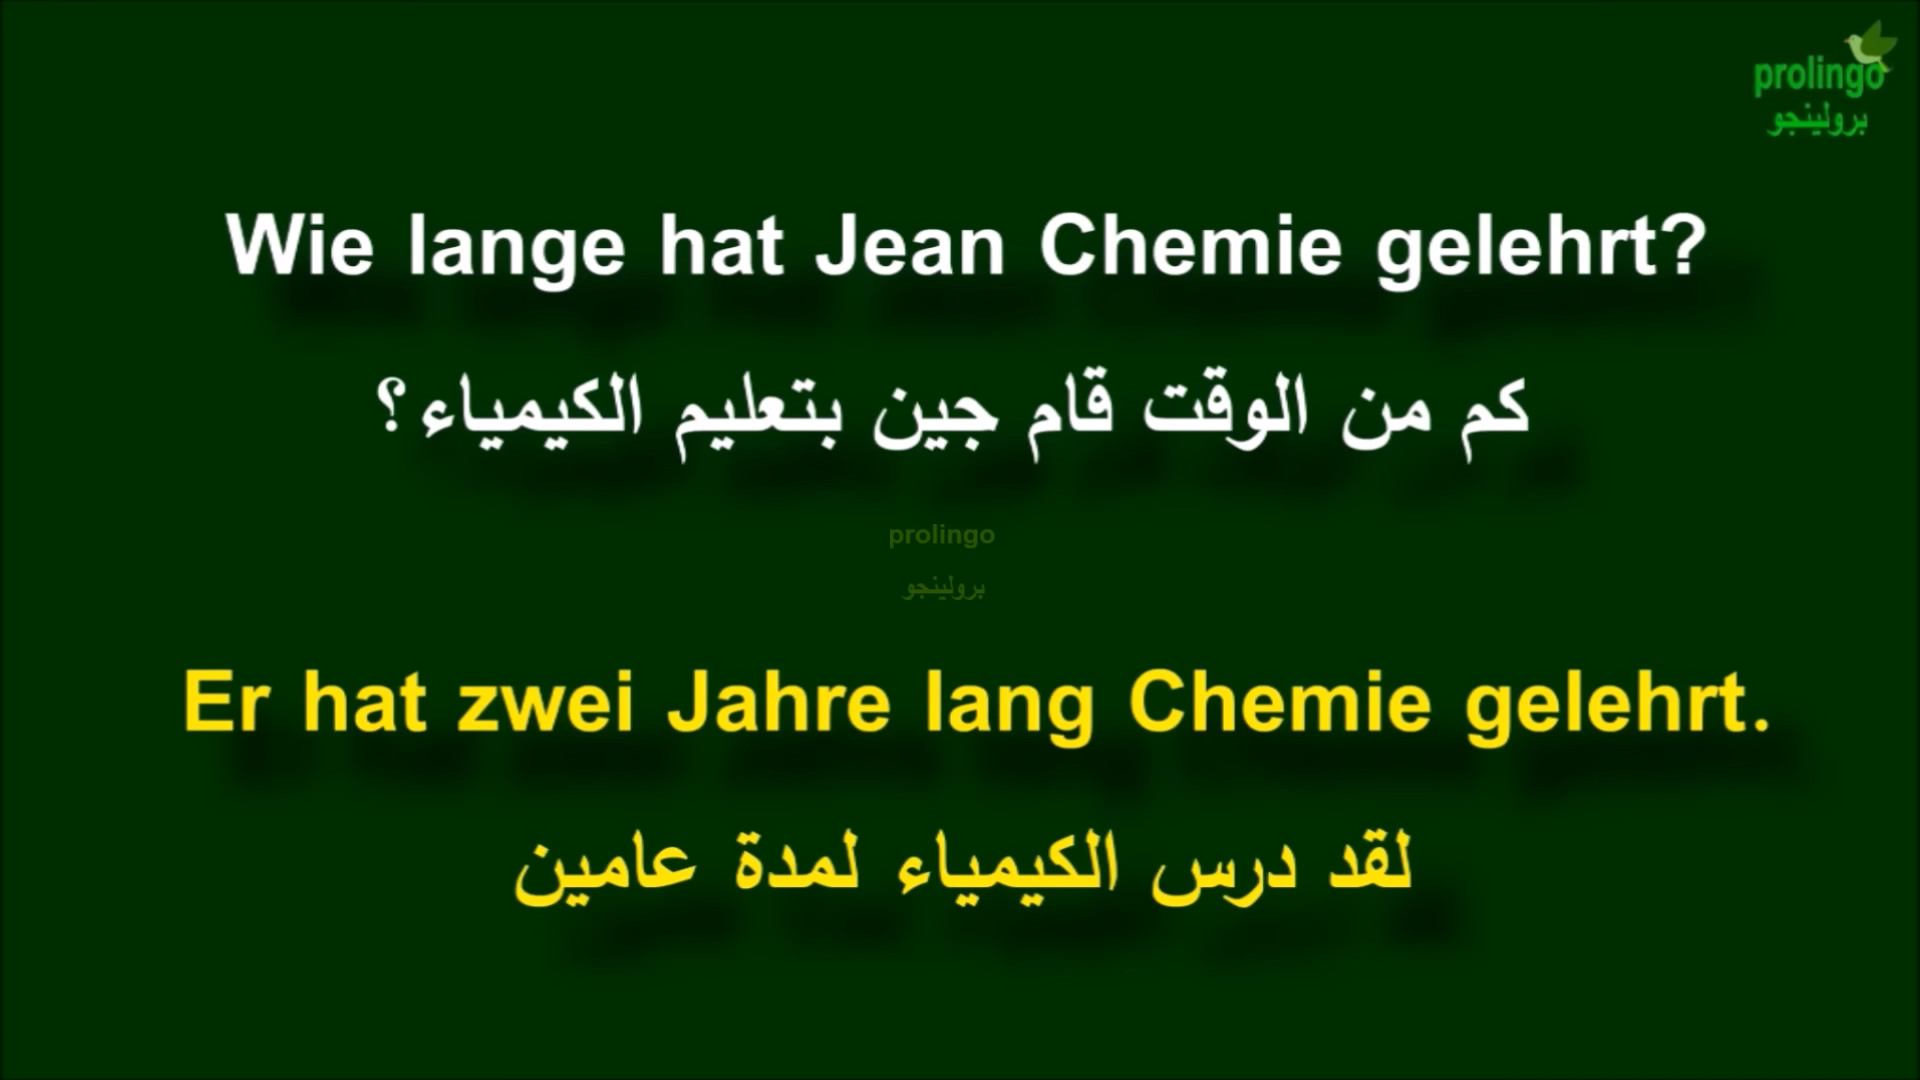 prolingo
برولينجو
Wie lange hat Jean Chemie gelehrt?
كم من الوقت قام جين بتعليم الكيمياء؟
prolingo
برولينجو
Er hat zwei Jahre lang Chemie gelehrt.
لقد درس الكيمياء لمدة عامين